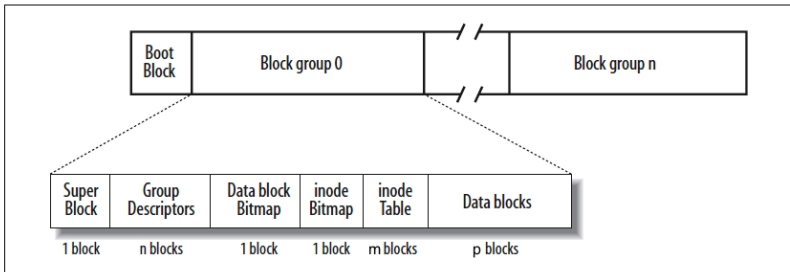 Boot
Block
Block group 0
Block group n
Super
Block
Group
Descriptors
Data block
Bitmap
inode
Bitmap
inode
Table
Data blocks
1 block
n blocks
1 block
1 block
m blocks
p blocks